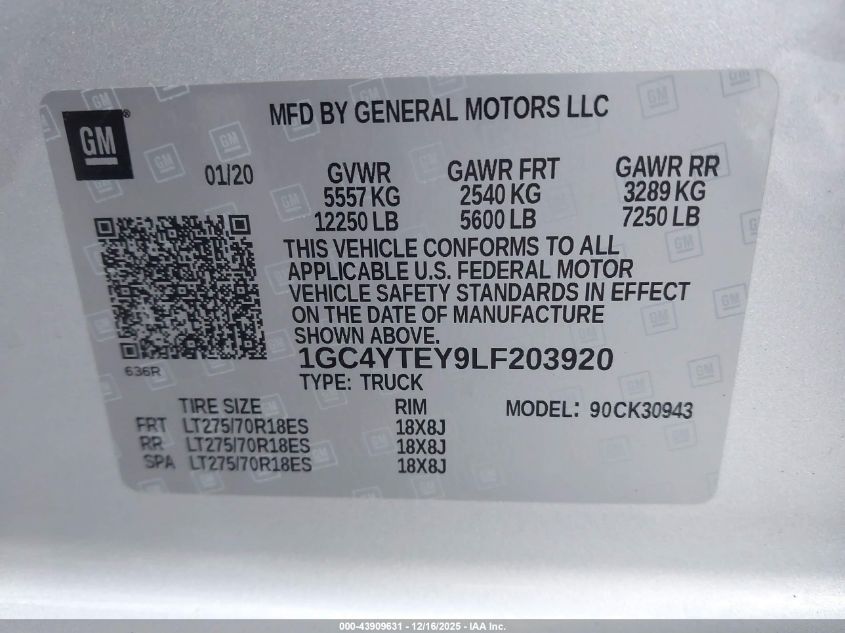 GM
MFD BY GENERAL MOTORS LLC
01/20
GVWR GAWR FRT GAWR RR
5557 KG 2540 KG 3289 KG
12250 LB 5600 LB 7250 LB
THIS VEHICLE CONFORMS TO ALL
APPLICABLE U.S. FEDERAL MOTOR
VEHICLE SAFETY STANDARDS IN EFFECT
ON THE DATE OF MANUFACTURE
SHOWN ABOVE.
1GC4YTEY9LF203920
636R
TYPE: TRUCK
TIRE SIZE RIM MODEL: 90CK30943
FRT LT275/70R18ES 18X8J
RR LT275/70R18ES 18X8J
SPA LT275/70R18ES 18X8J
000-43909631 - 12/16/2025 - IAA Inc.